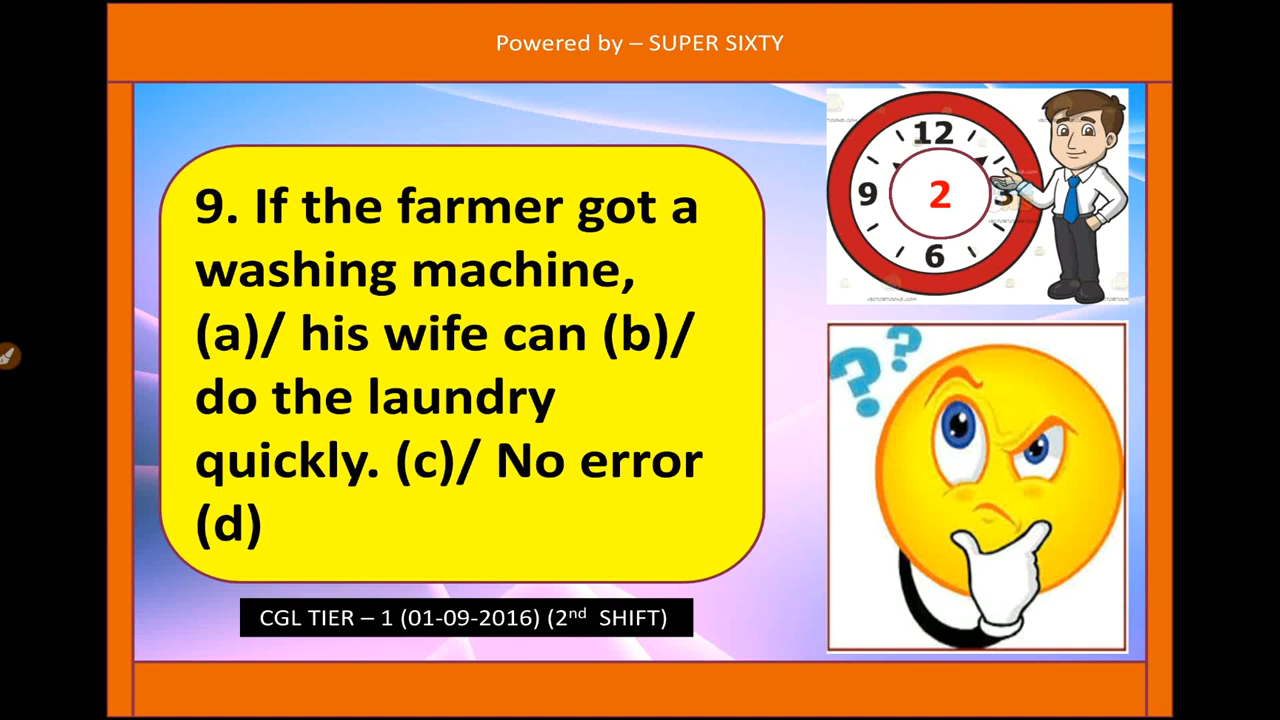 Powered by – SUPER SIXTY
9. If the farmer got a
washing machine,
(a)/ his wife can (b)/
do the laundry
quickly. (c)/ No error
(d)
CGL TIER – 1 (01-09-2016) (2nd SHIFT)
12
9
2
3
6
? ?